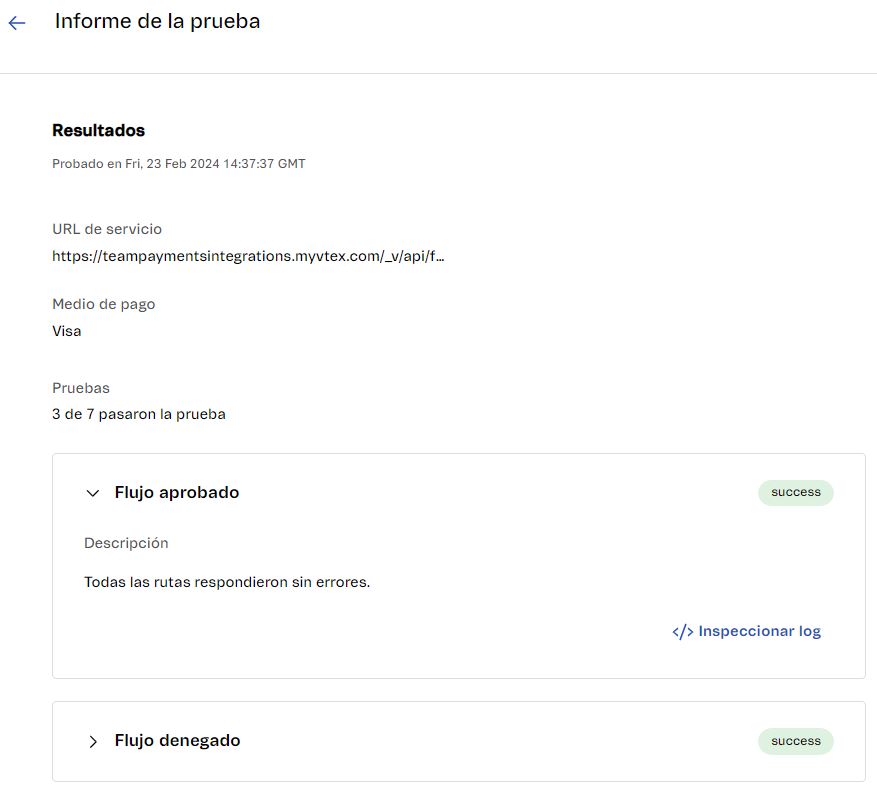 Informe de la prueba
Resultados
Probado en Fri, 23 Feb 2024 14:37:37 GMT
URL de servicio
https://teampaymentsintegrations.myvtex.com/_v/api/f...
Medio de pago
Visa
Pruebas
3 de 7 pasaron la prueba
Flujo aprobado success
Descripción
Todas las rutas respondieron sin errores.
</> Inspeccionar log
Flujo denegado success